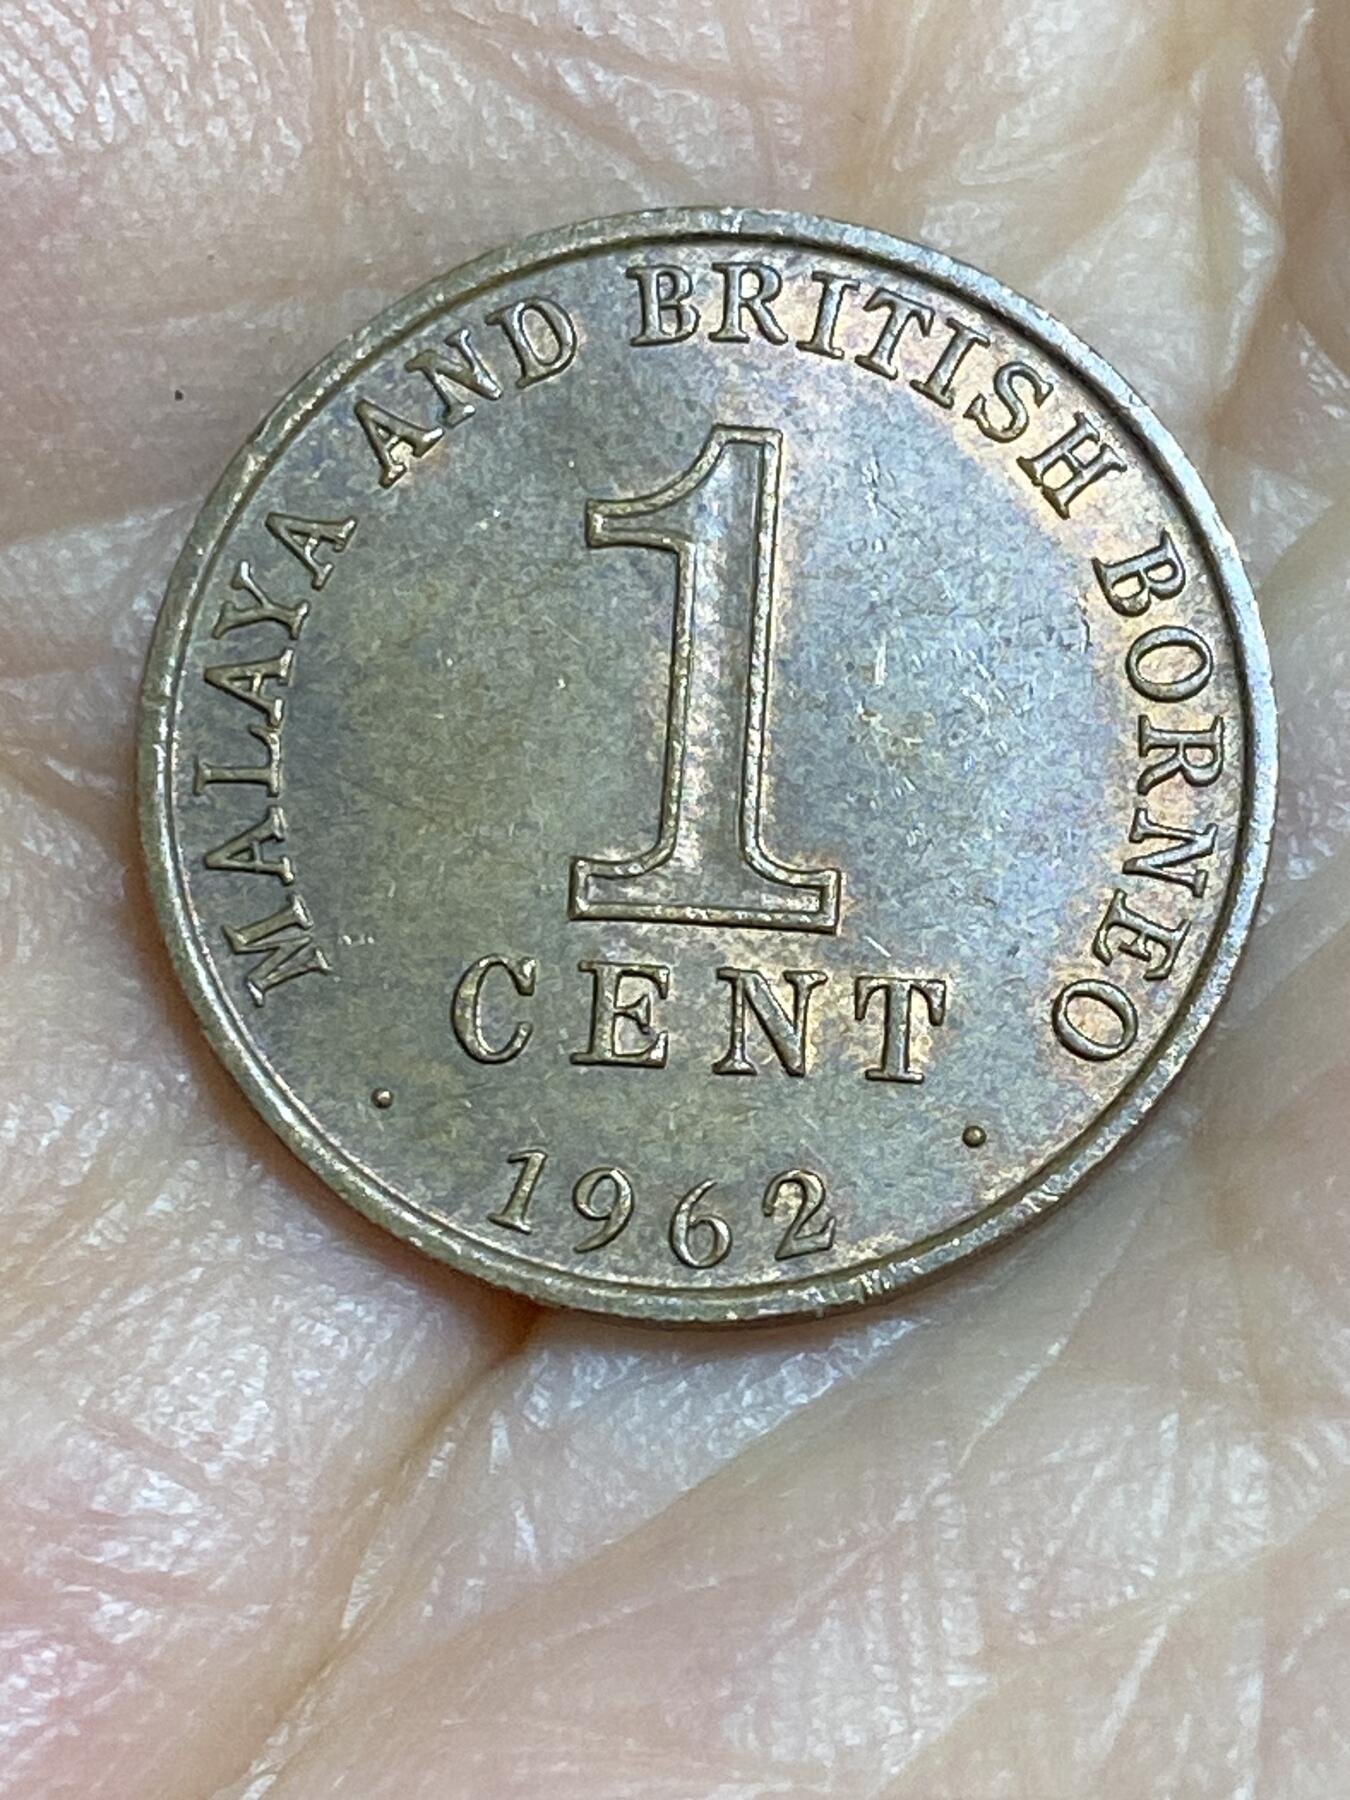 MALAYA AND BRITISH BORNEO
1
CENT
· 1962 ·